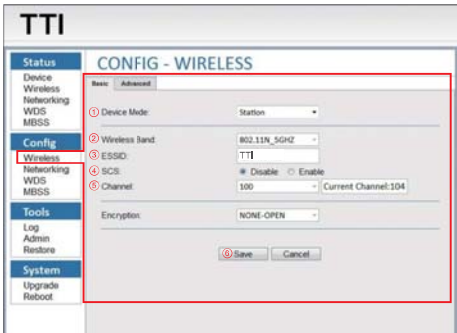 TTI
Status
Device
Wireless
Networking
WDS
MBSS
Config
Wireless
Networking
WDS
MBSS
Tools
Log
Admin
Restore
System
Upgrade
Reboot
CONFIG - WIRELESS
Basic Advanced
① Device Mode: Station
② Wireless Band: 802.11N_5GHZ
③ ESSID: TTI
④ SCS: Disable Enable
⑤ Channel: 100 Current Channel:104
Encryption: NONE-OPEN
⑥ Save Cancel